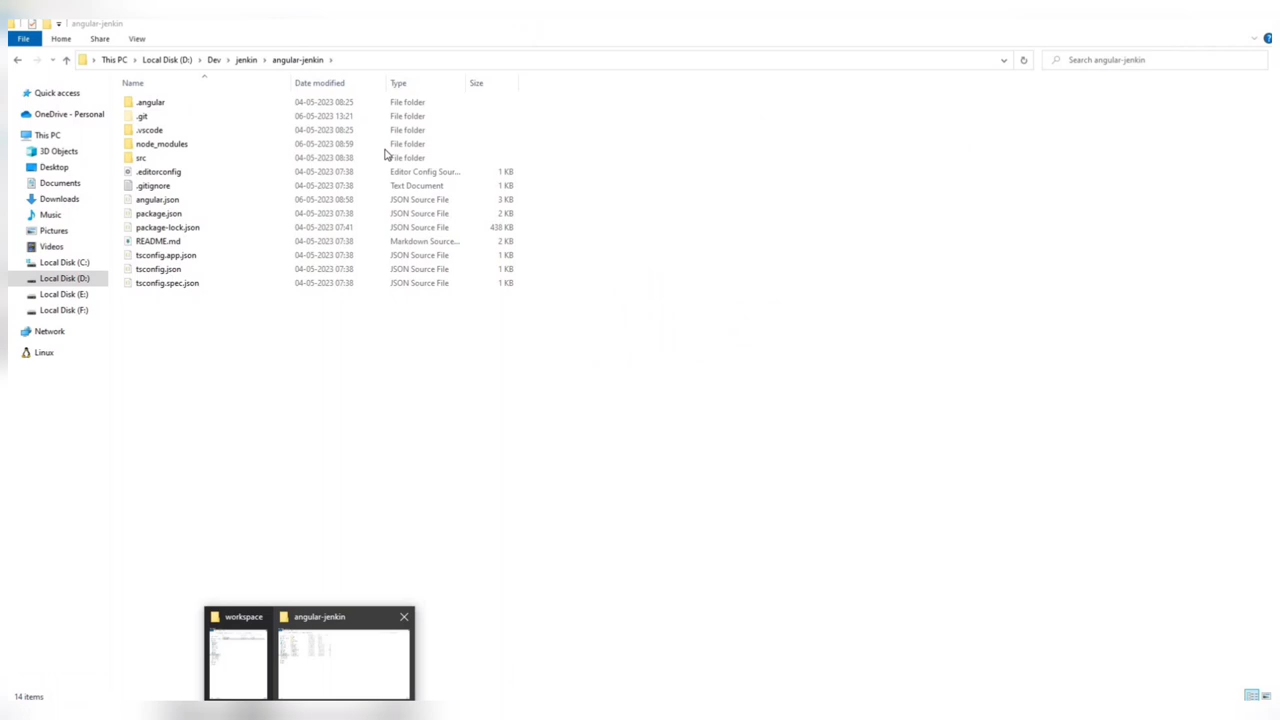 angular-jenkin
File Home Share View
This PC Local Disk (D:) Dev jenkin angular-jenkin Search angular-jenkin
Name Date modified Type Size
Quick access
OneDrive - Personal
This PC
3D Objects
Desktop
Documents
Downloads
Music
Pictures
Videos
Local Disk (C:)
Local Disk (D:)
Local Disk (E:)
Local Disk (F:)
Network
Linux
.angular 04-05-2023 08:25 File folder
.git 06-05-2023 13:21 File folder
.vscode 04-05-2023 08:25 File folder
node_modules 06-05-2023 08:59 File folder
src 04-05-2023 08:38 File folder
.editorconfig 04-05-2023 07:38 Editor Config Sour... 1 KB
.gitignore 04-05-2023 07:38 Text Document 1 KB
angular.json 06-05-2023 08:58 JSON Source File 3 KB
package.json 04-05-2023 07:38 JSON Source File 2 KB
package-lock.json 04-05-2023 07:41 JSON Source File 438 KB
README.md 04-05-2023 07:38 Markdown Source... 2 KB
tsconfig.app.json 04-05-2023 07:38 JSON Source File 1 KB
tsconfig.json 04-05-2023 07:38 JSON Source File 1 KB
tsconfig.spec.json 04-05-2023 07:38 JSON Source File 1 KB
workspace angular-jenkin
14 items